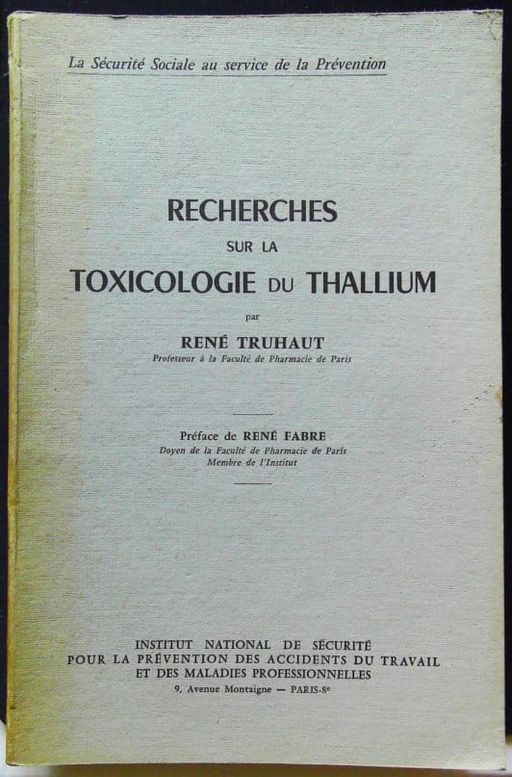 La Sécurité Sociale au service de la Prévention
RECHERCHES
SUR LA
TOXICOLOGIE DU THALLIUM
par
RENÉ TRUHAUT
Professeur à la Faculté de Pharmacie de Paris
Préface de RENÉ FABRE
Doyen de la Faculté de Pharmacie de Paris
Membre de l'Institut
INSTITUT NATIONAL DE SÉCURITÉ
POUR LA PRÉVENTION DES ACCIDENTS DU TRAVAIL
ET DES MALADIES PROFESSIONNELLES
9, Avenue Montaigne — PARIS-8e